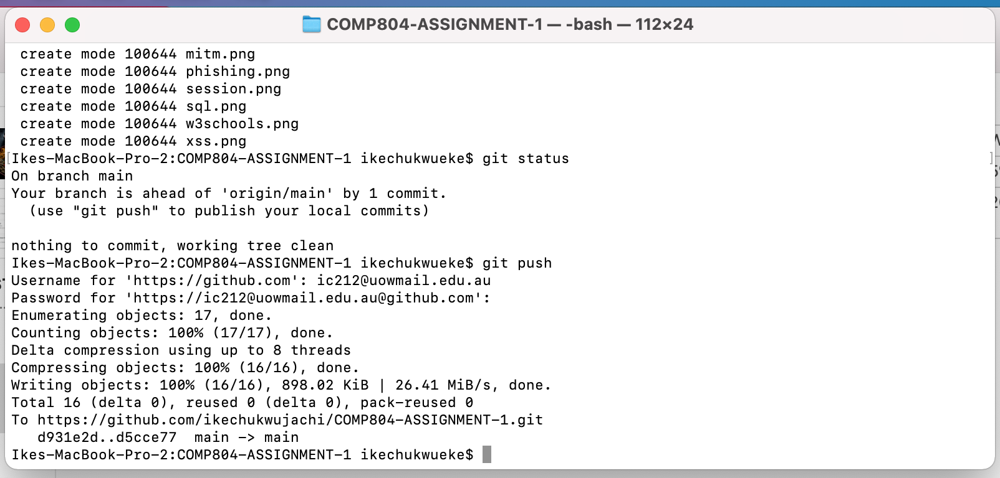 COMP804-ASSIGNMENT-1 — -bash — 112×24
create mode 100644 mitm.png
create mode 100644 phishing.png
create mode 100644 session.png
create mode 100644 sql.png
create mode 100644 w3schools.png
create mode 100644 xss.png
[Ikes-MacBook-Pro-2:COMP804-ASSIGNMENT-1 ikechukwueke$ git status ]
On branch main
Your branch is ahead of 'origin/main' by 1 commit.
(use "git push" to publish your local commits)
nothing to commit, working tree clean
Ikes-MacBook-Pro-2:COMP804-ASSIGNMENT-1 ikechukwueke$ git push
Username for 'https://github.com': ic212@uowmail.edu.au
Password for 'https://ic212@uowmail.edu.au@github.com':
Enumerating objects: 17, done.
Counting objects: 100% (17/17), done.
Delta compression using up to 8 threads
Compressing objects: 100% (16/16), done.
Writing objects: 100% (16/16), 898.02 KiB | 26.41 MiB/s, done.
Total 16 (delta 0), reused 0 (delta 0), pack-reused 0
To https://github.com/ikechukwujachi/COMP804-ASSIGNMENT-1.git
d931e2d..d5cce77 main -> main
Ikes-MacBook-Pro-2:COMP804-ASSIGNMENT-1 ikechukwueke$